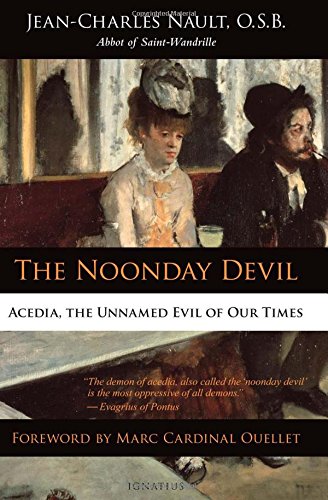 JEAN-CHARLES NAULT, O.S.B.
Abbot of Saint-Wandrille
THE NOONDAY DEVIL
ACEDIA, THE UNNAMED EVIL OF OUR TIMES
"The demon of acedia, also called the 'noonday devil'
is the most oppressive of all demons."
—Evagrius of Pontus
FOREWORD BY MARC CARDINAL OUELLET
IGNATIUS